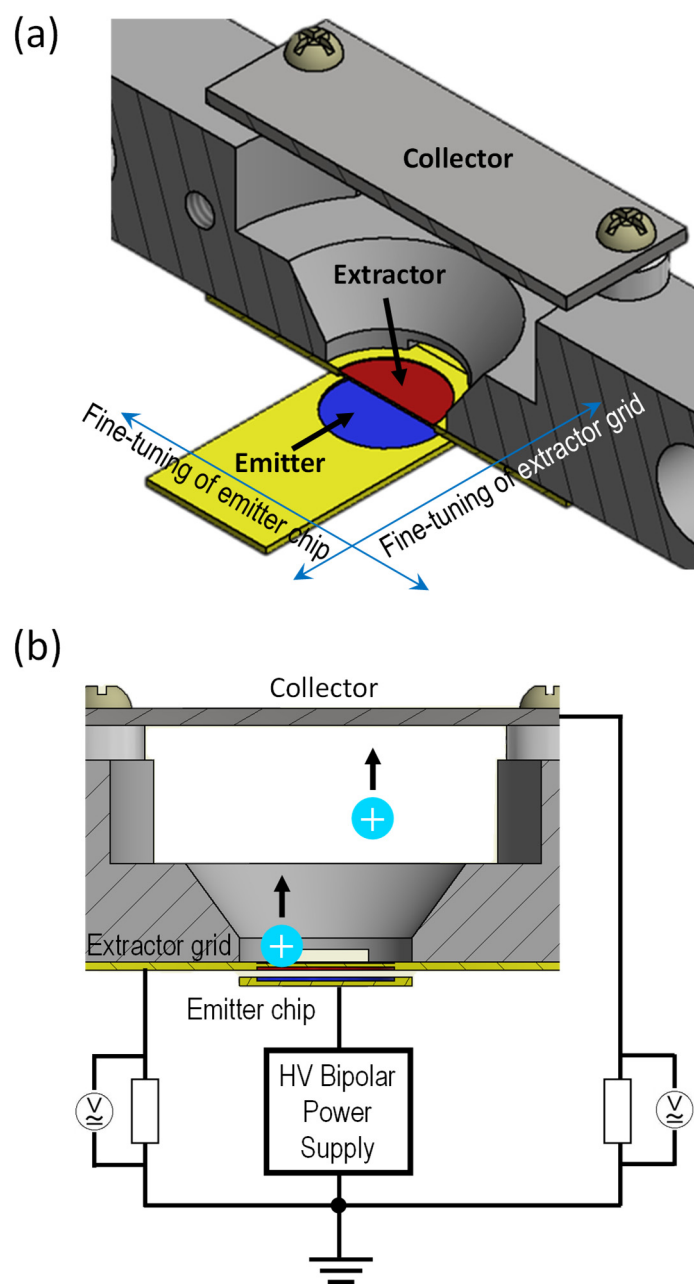 (a)
Collector
Extractor
Emitter
Fine-tuning of emitter chip
Fine-tuning of extractor grid
(b)
Collector
+
+
Extractor grid
Emitter chip
HV Bipolar
Power
Supply
V
V